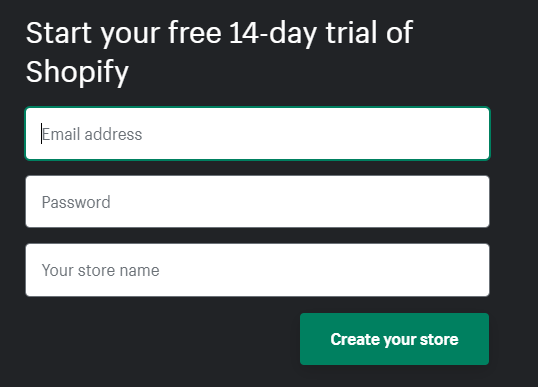 Start your free 14-day trial of
Shopify
Email address
Password
Your store name
Create your store